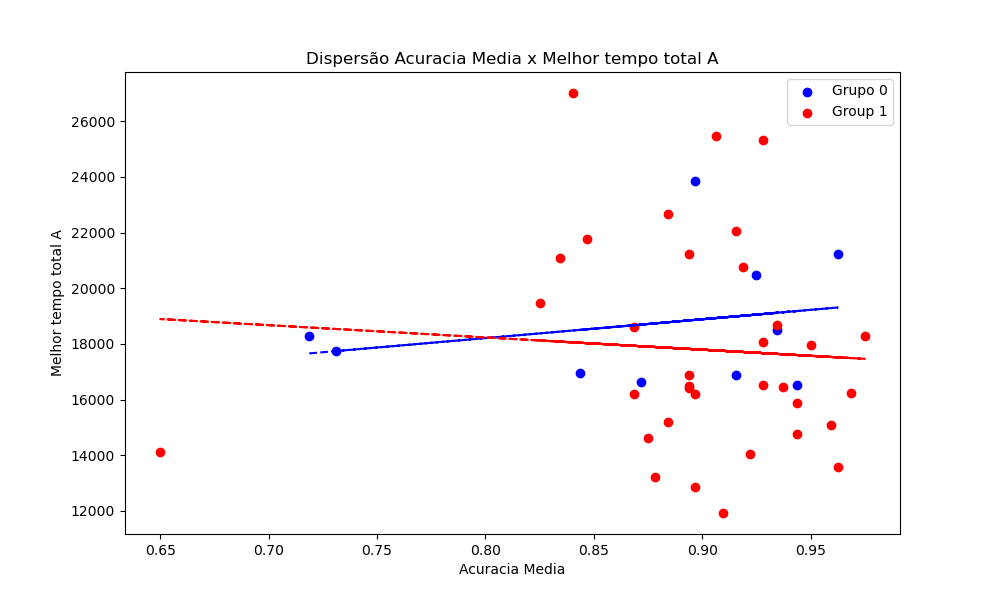 Dispersão Acuracia Media x Melhor tempo total A
Grupo 0
Group 1
Melhor tempo total A
26000
24000
22000
20000
18000
16000
14000
12000
0.65 0.70 0.75 0.80 0.85 0.90 0.95
Acuracia Media